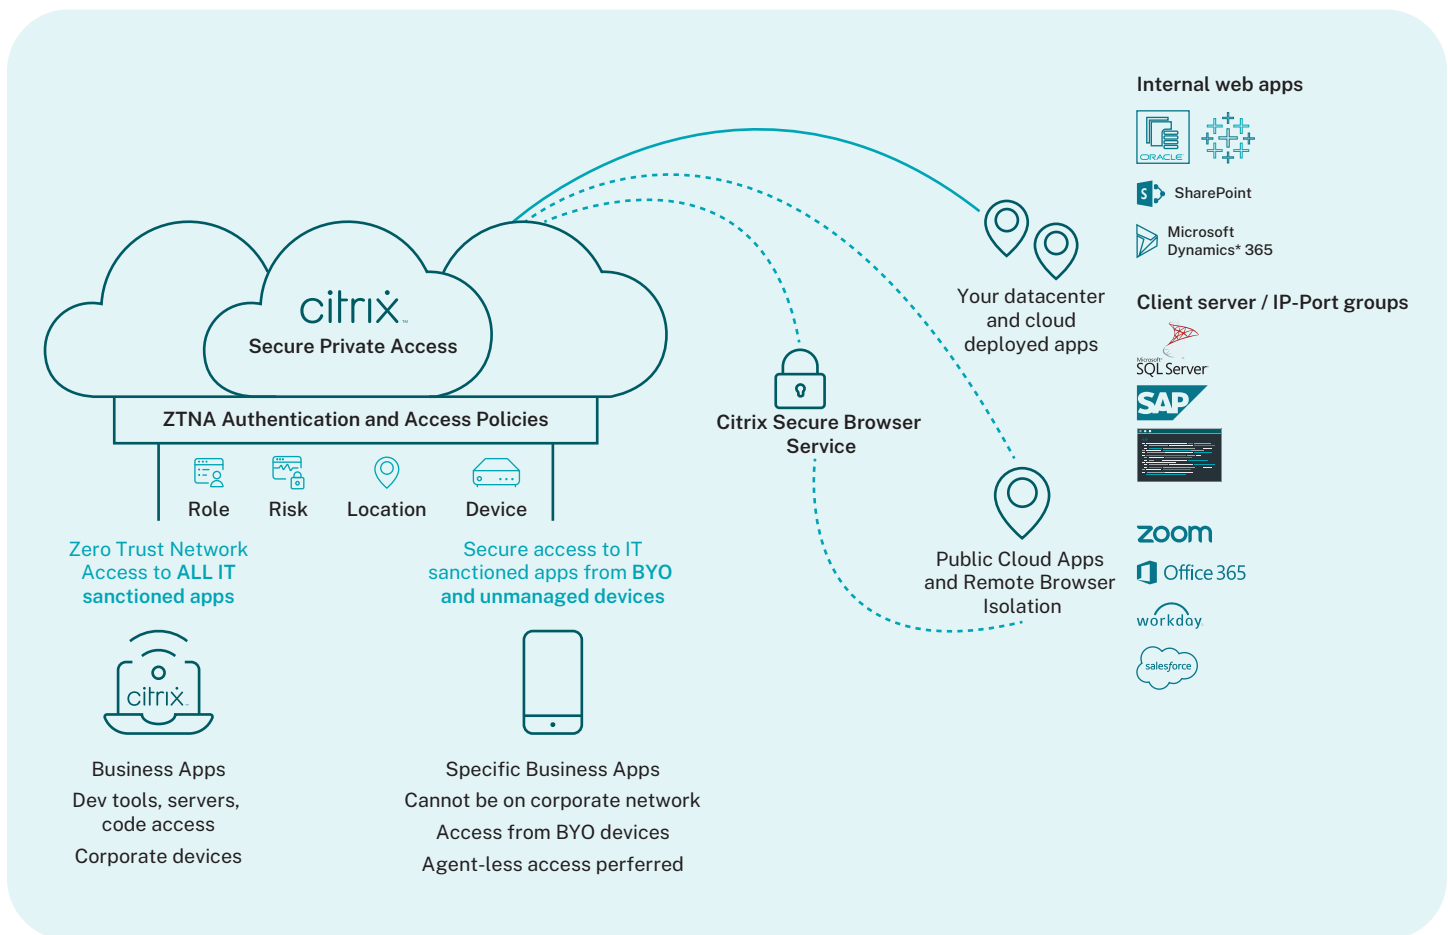 citrix™
Secure Private Access
ZTNA Authentication and Access Policies
Role
Risk
Location
Device
Zero Trust Network
Access to ALL IT
sanctioned apps
citrix
Business Apps
Dev tools, servers,
code access
Corporate devices
Secure access to IT
sanctioned apps from BYO
and unmanaged devices
Specific Business Apps
Cannot be on corporate network
Access from BYO devices
Agent-less access perferred
Citrix Secure Browser
Service
Your datacenter
and cloud
deployed apps
Public Cloud Apps
and Remote Browser
Isolation
Internal web apps
ORACLE
S
SharePoint
Microsoft
Dynamics* 365
Client server / IP-Port groups
Microsoft
SQL Server
SAP
zoom
Office 365
workday
salesforce